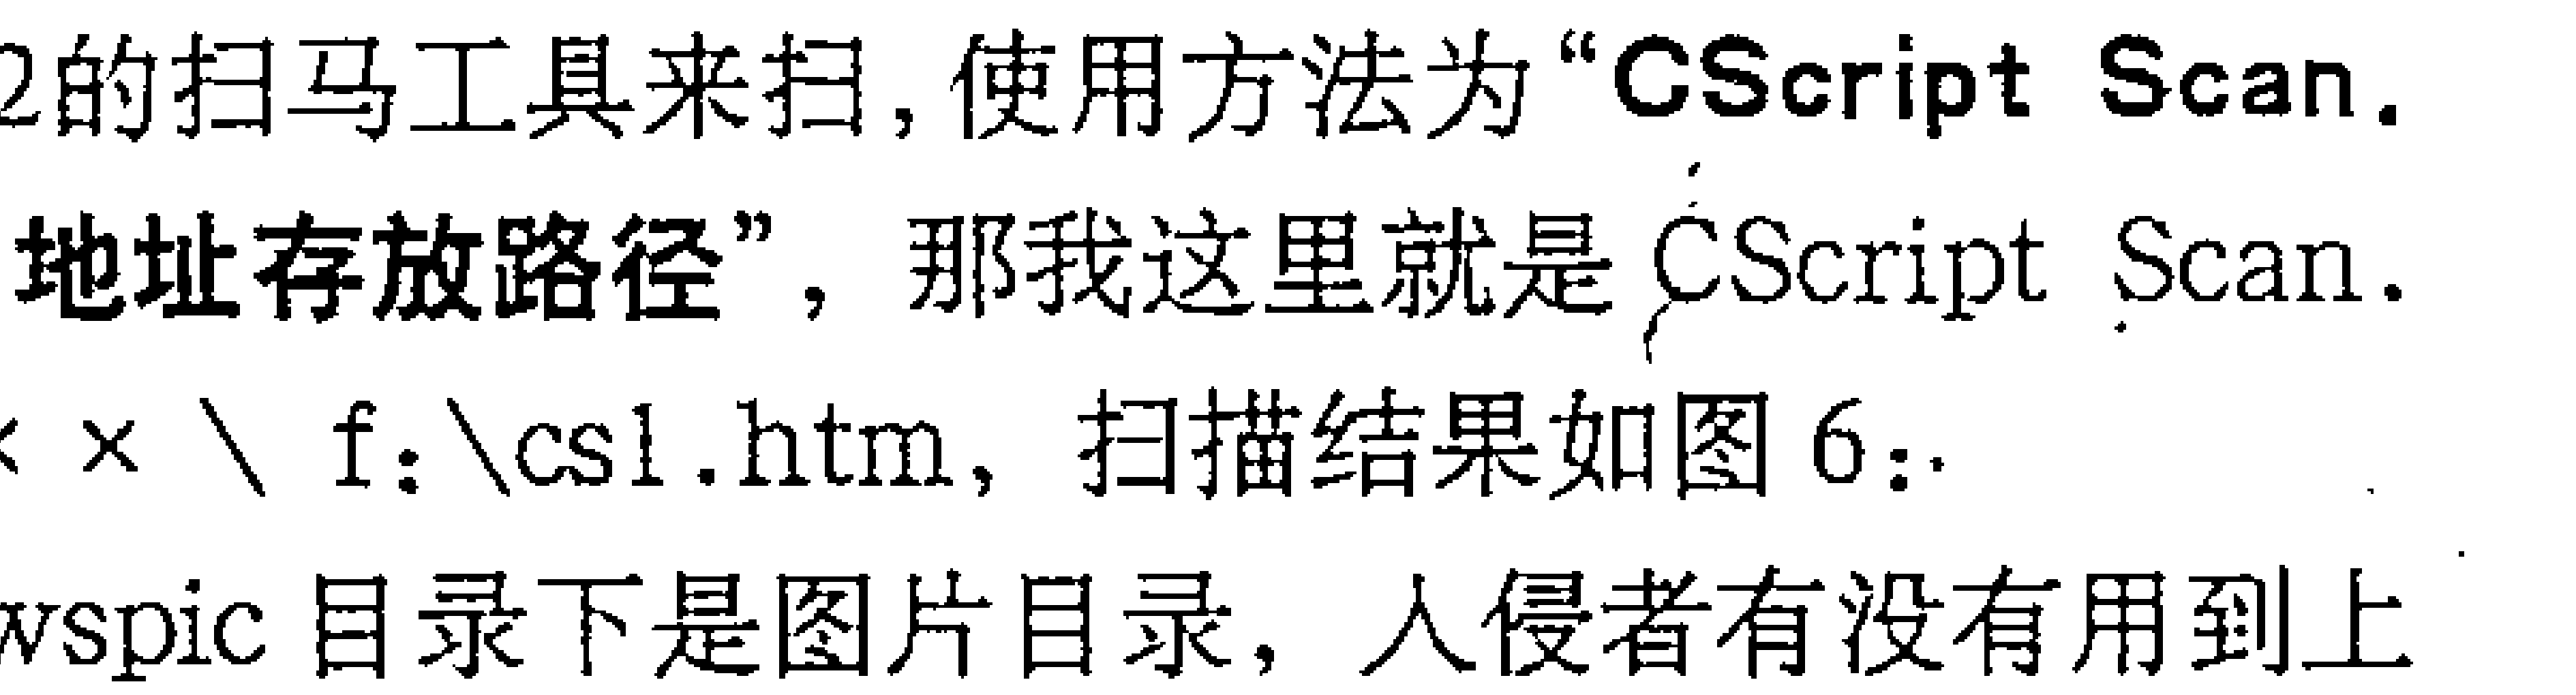 2的扫马工具来扫,使用方法为“CScript Scan.
地址存放路径”, 那我这里就是 CScript Scan.
× × \ f:\cs1.htm, 扫描结果如图 6:
wspic 目录下是图片目录, 人侵者有没有用到上